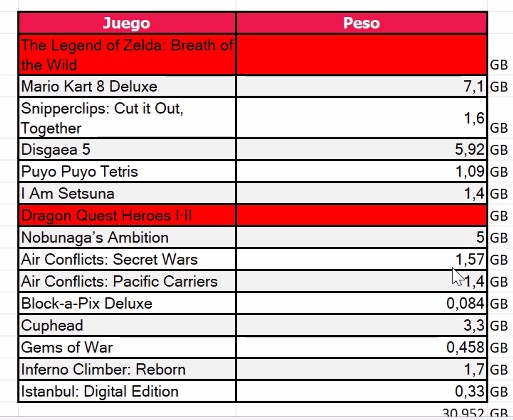 Juego Peso
The Legend of Zelda: Breath of
the Wild GB
Mario Kart 8 Deluxe 7,1 GB
Snipperclips: Cut it Out,
Together 1,6 GB
Disgaea 5 5,92 GB
Puyo Puyo Tetris 1,09 GB
I Am Setsuna 1,4 GB
Dragon Quest Heroes I·II GB
Nobunaga’s Ambition 5 GB
Air Conflicts: Secret Wars 1,57 GB
Air Conflicts: Pacific Carriers 1,4 GB
Block-a-Pix Deluxe 0,084 GB
Cuphead 3,3 GB
Gems of War 0,458 GB
Inferno Climber: Reborn 1,7 GB
Istanbul: Digital Edition 0,33 GB
30,952 GB